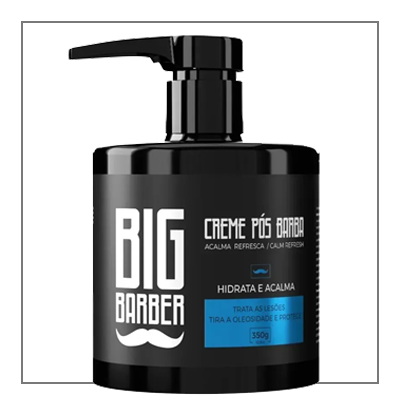 BIG
BARBER
CREME PÓS BARBA
ACALMA REFRESCA / CALM REFRESH
HIDRATA E ACALMA
TRATA AS LESÕES
TIRA A OLEOSIDADE E PROTEGE
350g